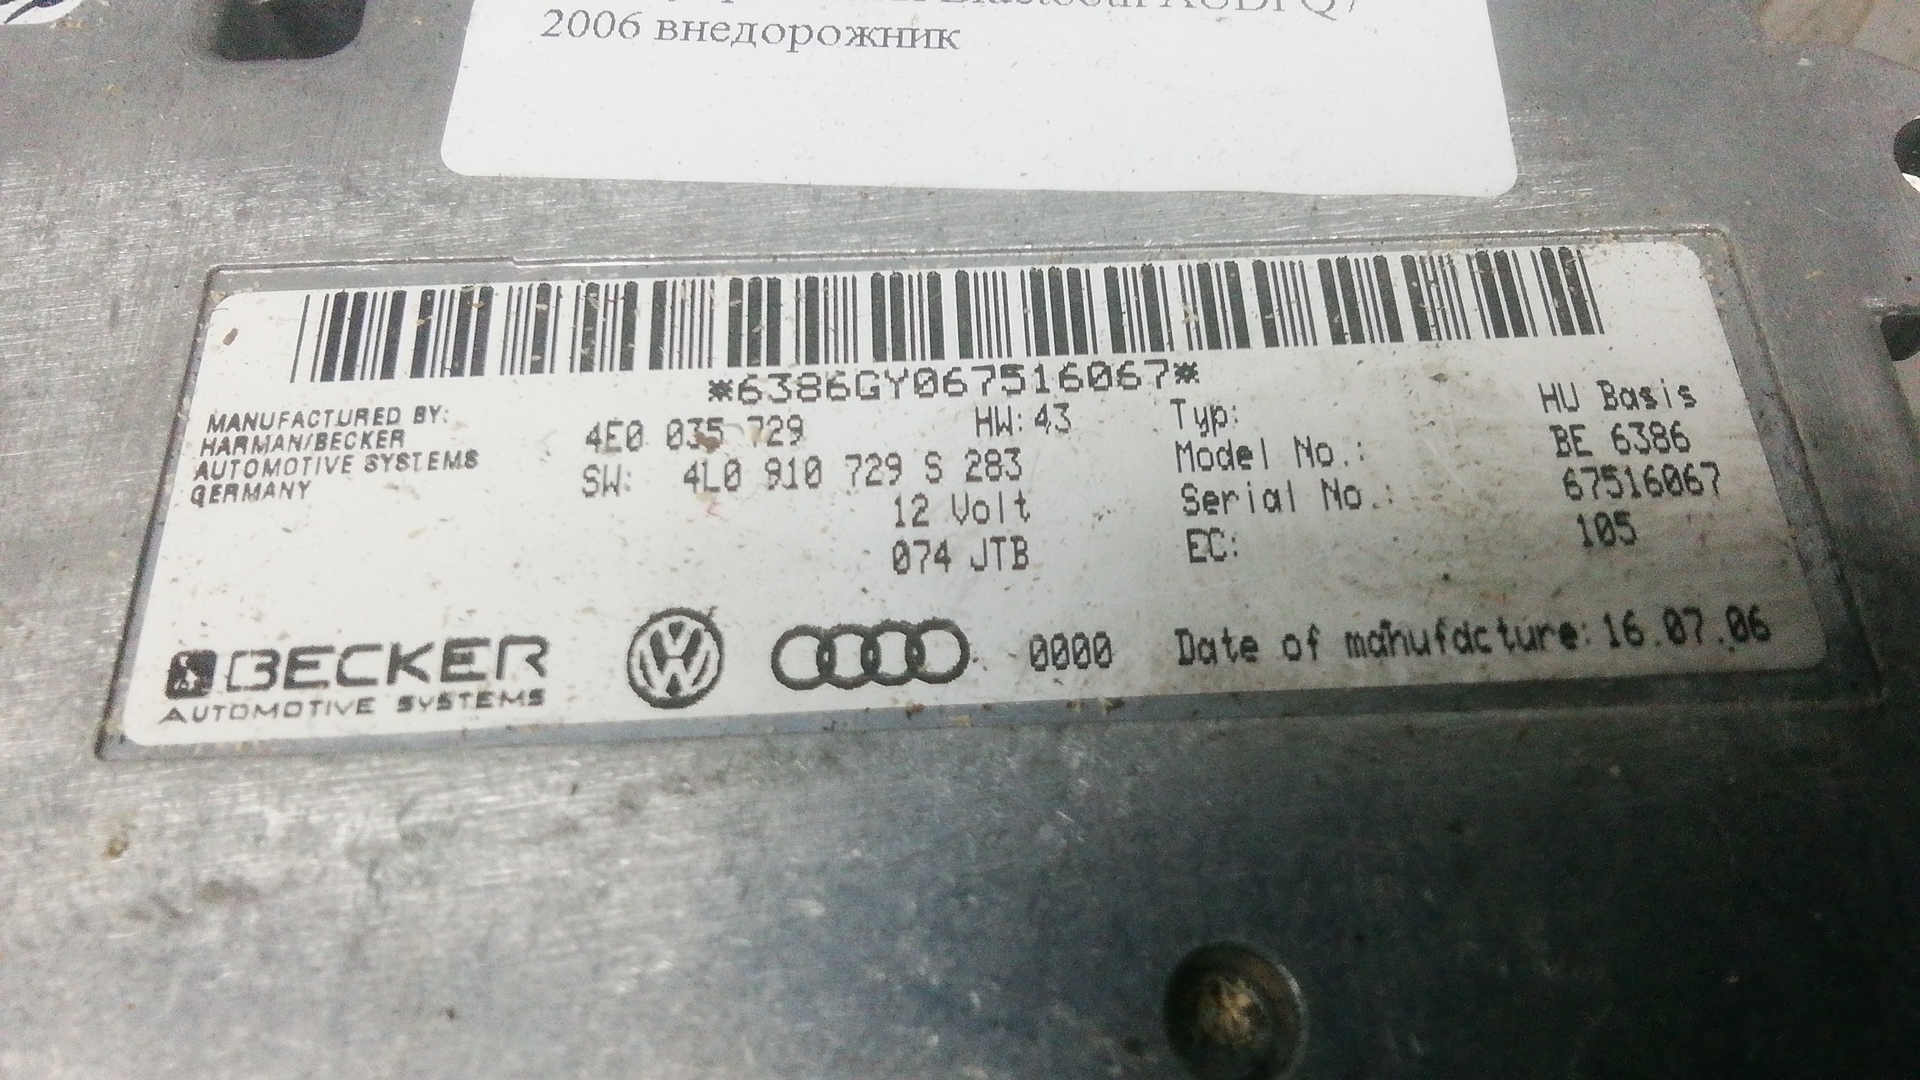 AUDI Q7
2006 внедорожник
*6386GY067516067*
MANUFACTURED BY:
HARMAN/BECKER
AUTOMOTIVE SYSTEMS
GERMANY
4E0 035 729 HW: 43
SW: 4L0 910 729 S 283
12 Volt
074 JTB
Typ: HU Basis
Model No.: BE 6386
Serial No.: 67516067
EC: 105
BECKER
AUTOMOTIVE SYSTEMS
0000
Date of manufacture: 16.07.06